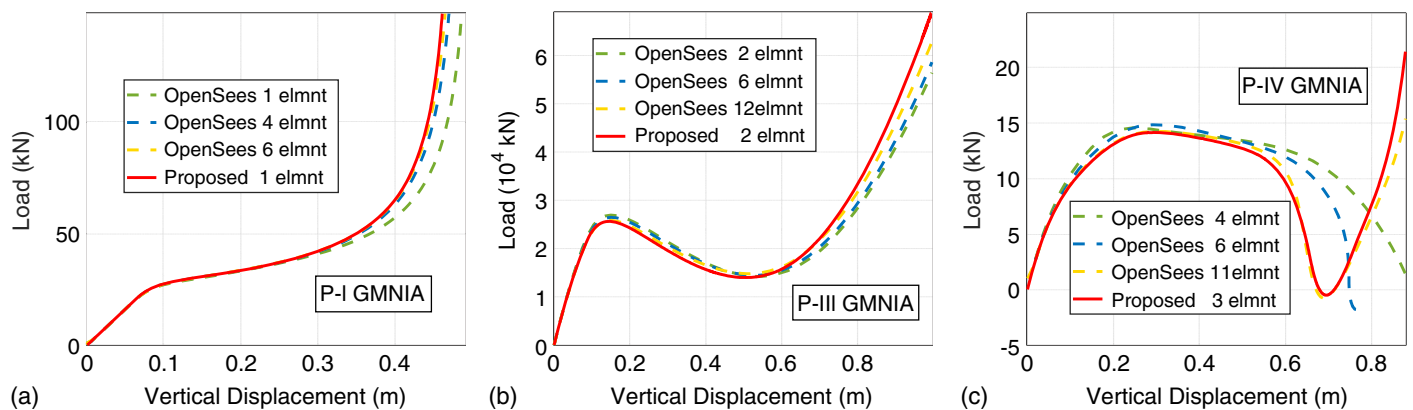 100
50
0
Load (kN)
OpenSees 1 elmnt
OpenSees 4 elmnt
OpenSees 6 elmnt
Proposed 1 elmnt
P-I GMNIA
0 0.1 0.2 0.3 0.4
(a) Vertical Displacement (m)
6
5
4
3
2
1
0
Load (10^4 kN)
OpenSees 2 elmnt
OpenSees 6 elmnt
OpenSees 12elmnt
Proposed 2 elmnt
P-III GMNIA
0 0.2 0.4 0.6 0.8
(b) Vertical Displacement (m)
20
15
10
5
0
-5
Load (kN)
P-IV GMNIA
OpenSees 4 elmnt
OpenSees 6 elmnt
OpenSees 11elmnt
Proposed 3 elmnt
0 0.2 0.4 0.6 0.8
(c) Vertical Displacement (m)